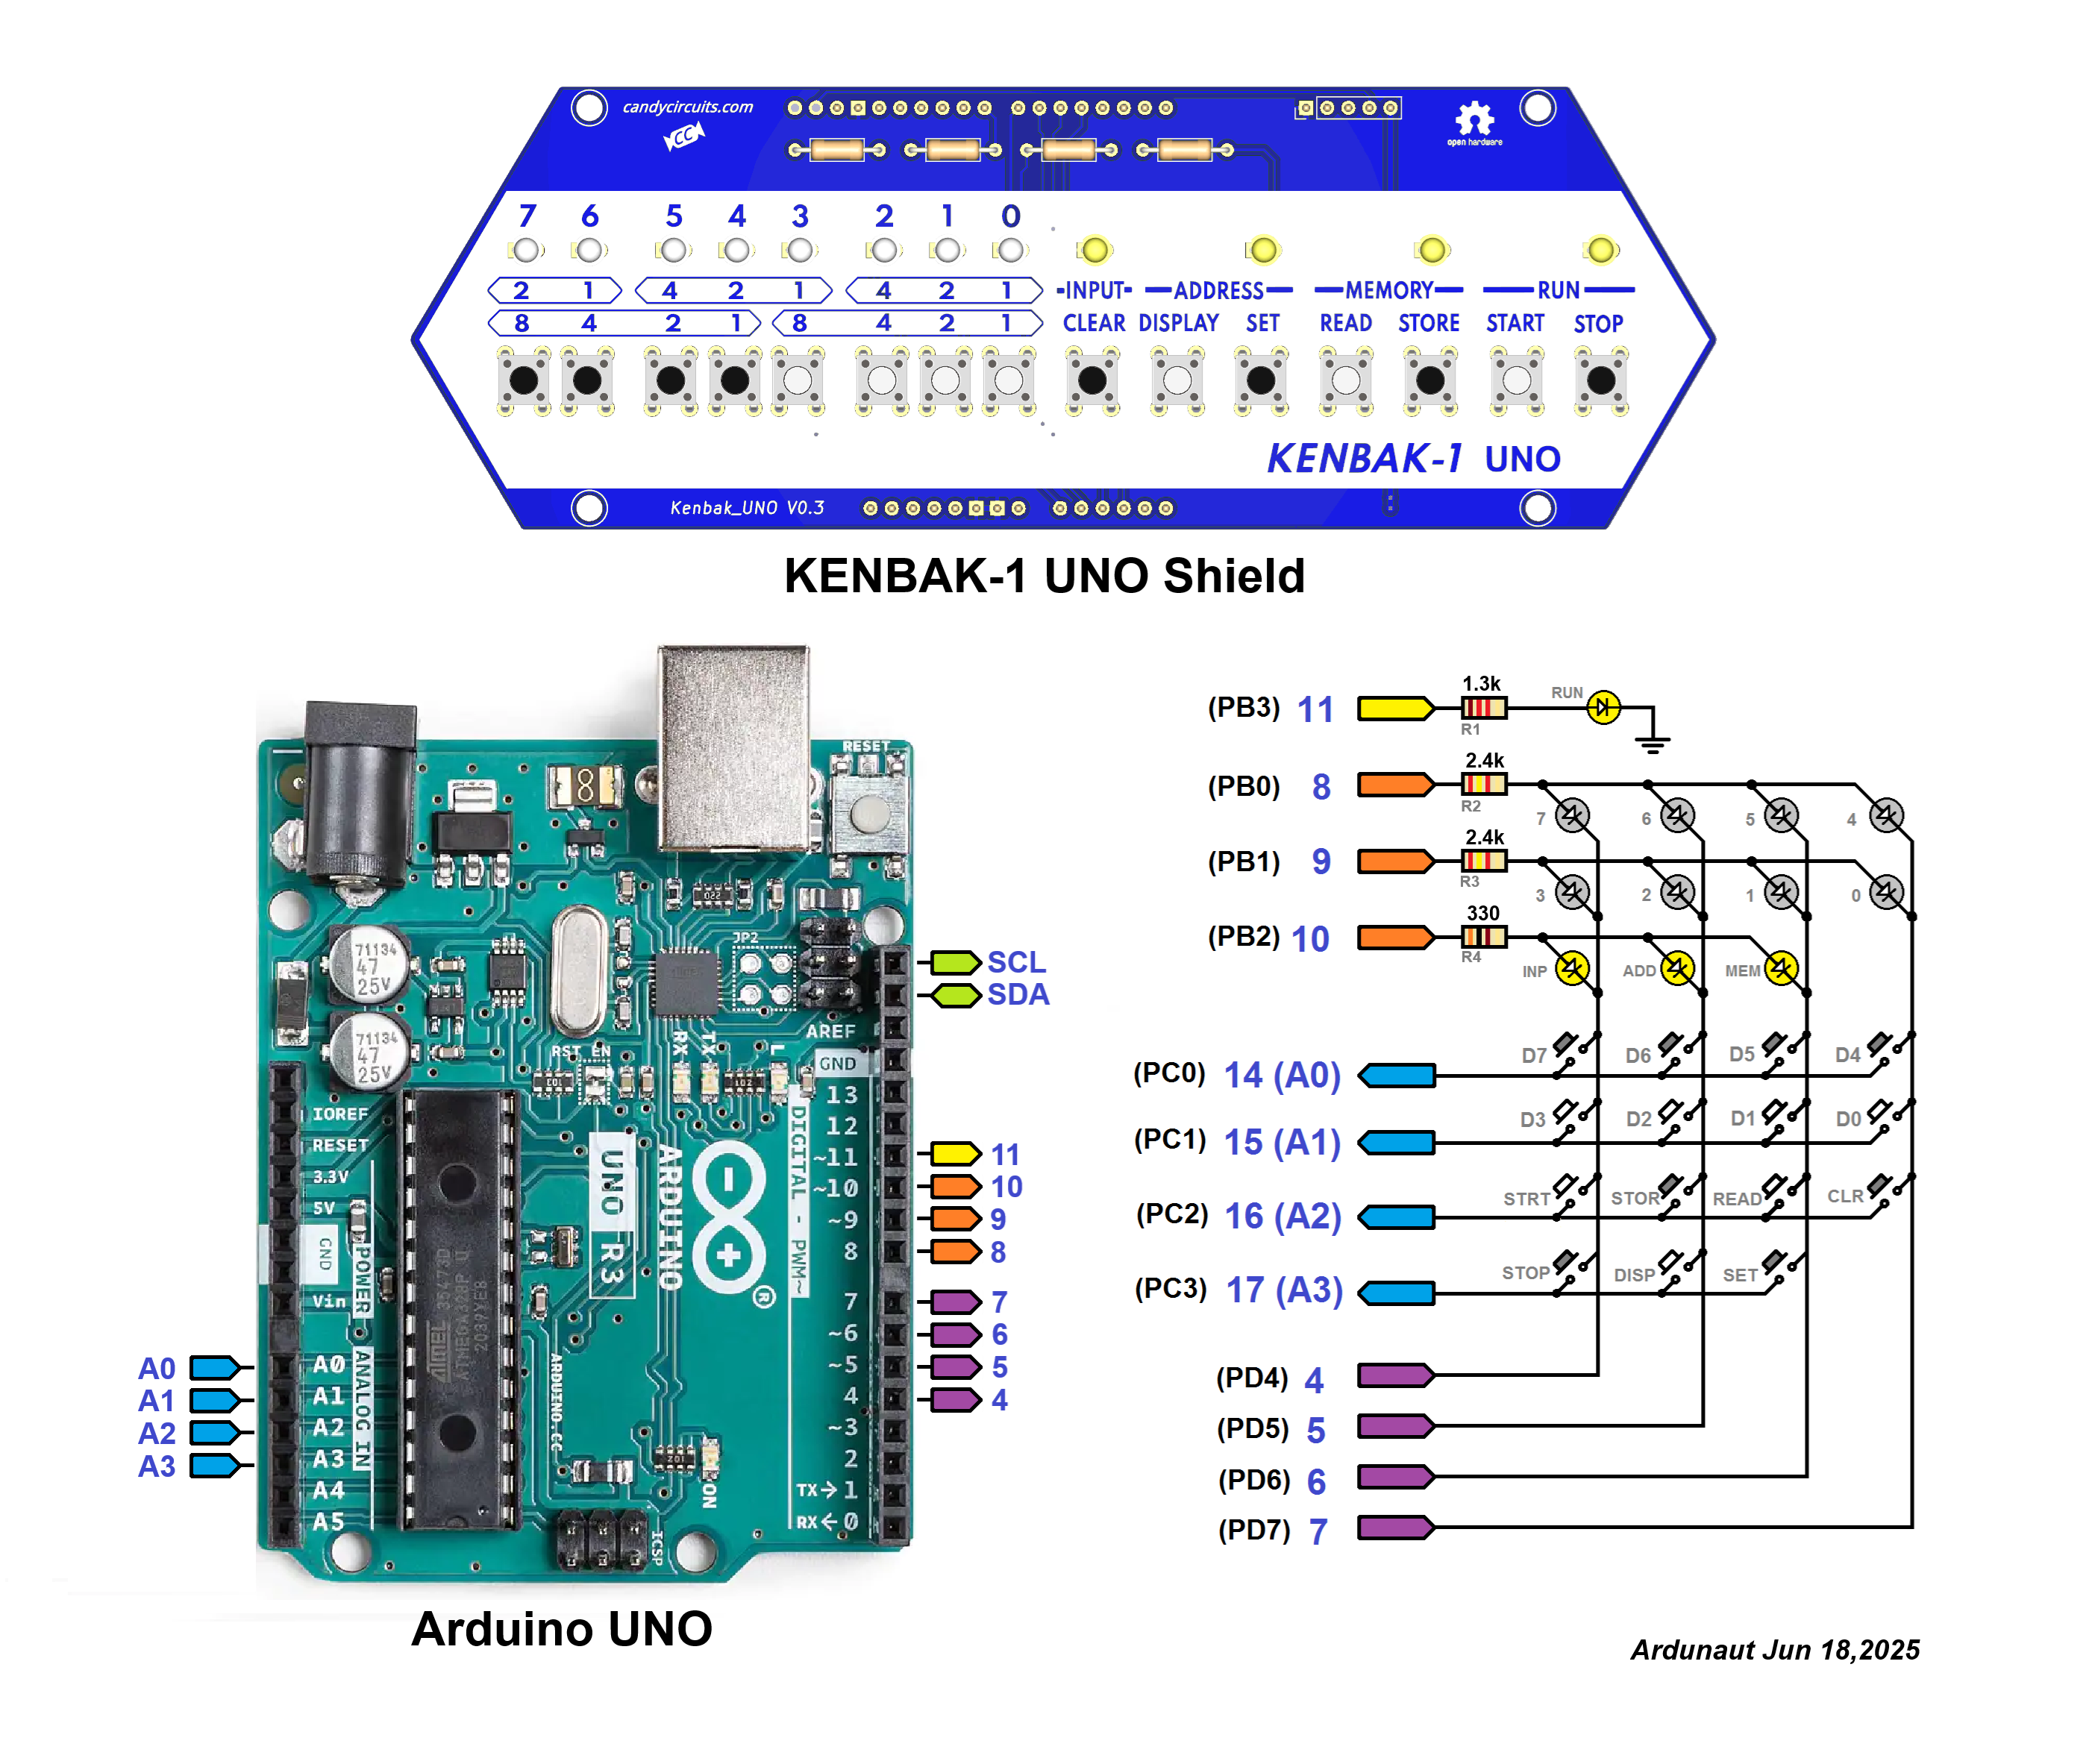 candycircuits.com
CC
open hardware
7 6 5 4 3 2 1 0
2 1 4 2 1 4 2 1 -INPUT- —ADDRESS— —MEMORY— —RUN—
8 4 2 1 8 4 2 1 CLEAR DISPLAY SET READ STORE START STOP
KENBAK-1 UNO
Kenbak_UNO V0.3
KENBAK-1 UNO Shield
RESET
71134
47
25V
71134
47
25V
022
JP2
SCL
SDA
AREF
RX TX L
RST EN
103
102
GND
IOREF
RESET
3.3V
5V
GND
Vin
POWER
A0 A0
A1 A1
A2 A2
A3 A3
A4
A5
ANALOG IN
ATMEL
ATMEGA328P U
35473D
2039YE8
UNO R3
ARDUINO
®
ARDUINO.CC
DIGITAL - PWM~
13
12
~11 11
~10 10
~9 9
8 8
7 7
~6 6
~5 5
4 4
~3
2
TX→ 1
RX← 0
ON
ICSP
Arduino UNO
(PB3) 11 1.3k R1 RUN
(PB0) 8 2.4k R2 7 6 5 4
(PB1) 9 2.4k R3 3 2 1 0
(PB2) 10 330 R4 INP ADD MEM
(PC0) 14 (A0) D7 D6 D5 D4
(PC1) 15 (A1) D3 D2 D1 D0
(PC2) 16 (A2) STRT STOR READ CLR
(PC3) 17 (A3) STOP DISP SET
(PD4) 4
(PD5) 5
(PD6) 6
(PD7) 7
Ardunaut Jun 18,2025